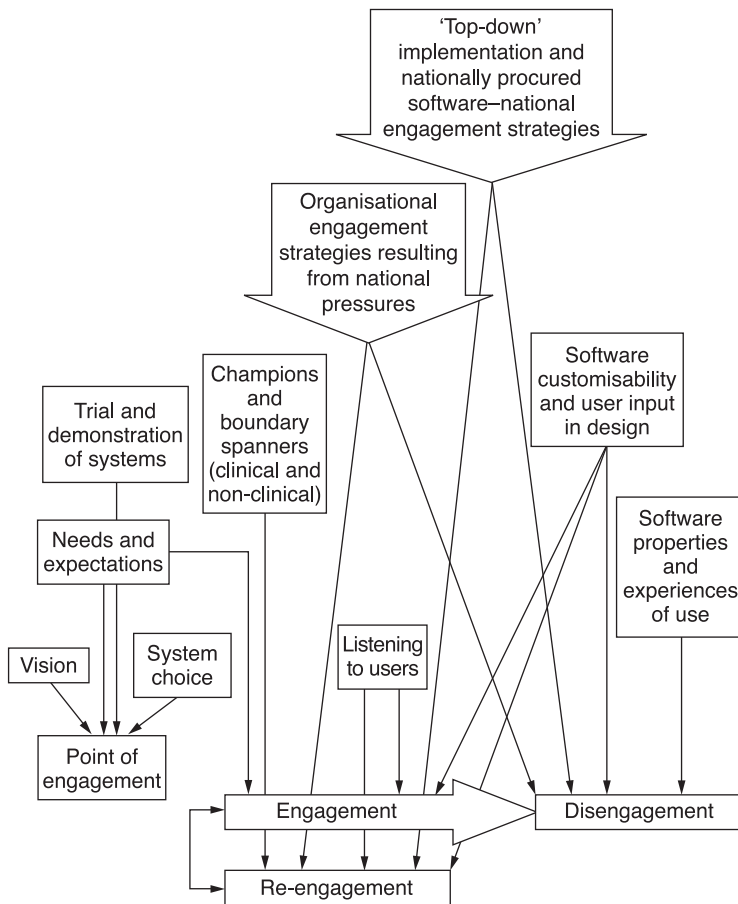 ‘Top-down’
implementation and
nationally procured
software–national
engagement strategies
Organisational
engagement
strategies resulting
from national
pressures
Software
customisability
and user input
in design
Champions
and
boundary
spanners
(clinical and
non-clinical)
Trial and
demonstration
of systems
Software
properties
and
experiences
of use
Needs and
expectations
Listening
to users
Vision
System
choice
Point of
engagement
Engagement
Disengagement
Re-engagement